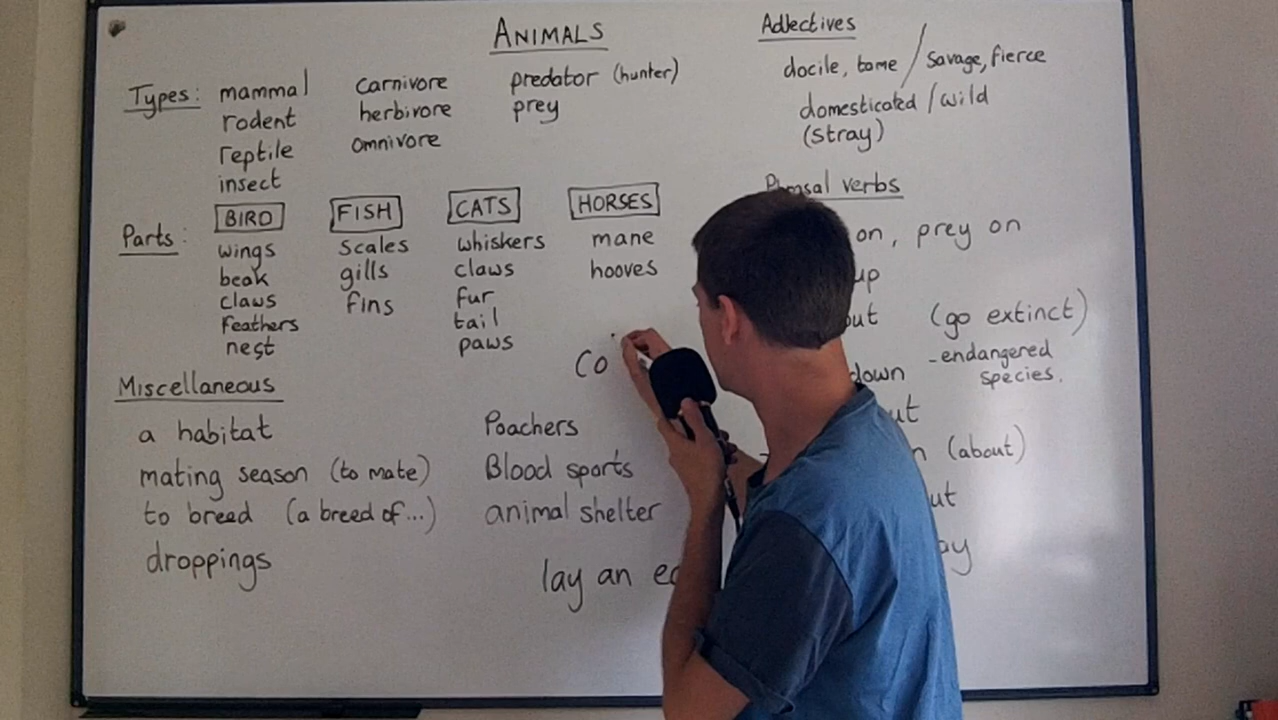 ANIMALS
Types: mammal carnivore predator (hunter)
rodent herbivore prey
reptile omnivore
insect
Parts: BIRD FISH CATS HORSES
wings scales whiskers mane
beak gills claws hooves
claws fins fur
feathers tail
nest paws
Co
Miscellaneous
a habitat
mating season (to mate)
to breed (a breed of...)
droppings
Poachers
Blood sports
animal shelter
lay an
Adjectives
docile, tame / savage, fierce
domesticated / wild
(stray)
verbs
on, prey on
up
out (go extinct)
down - endangered
species.
(about)